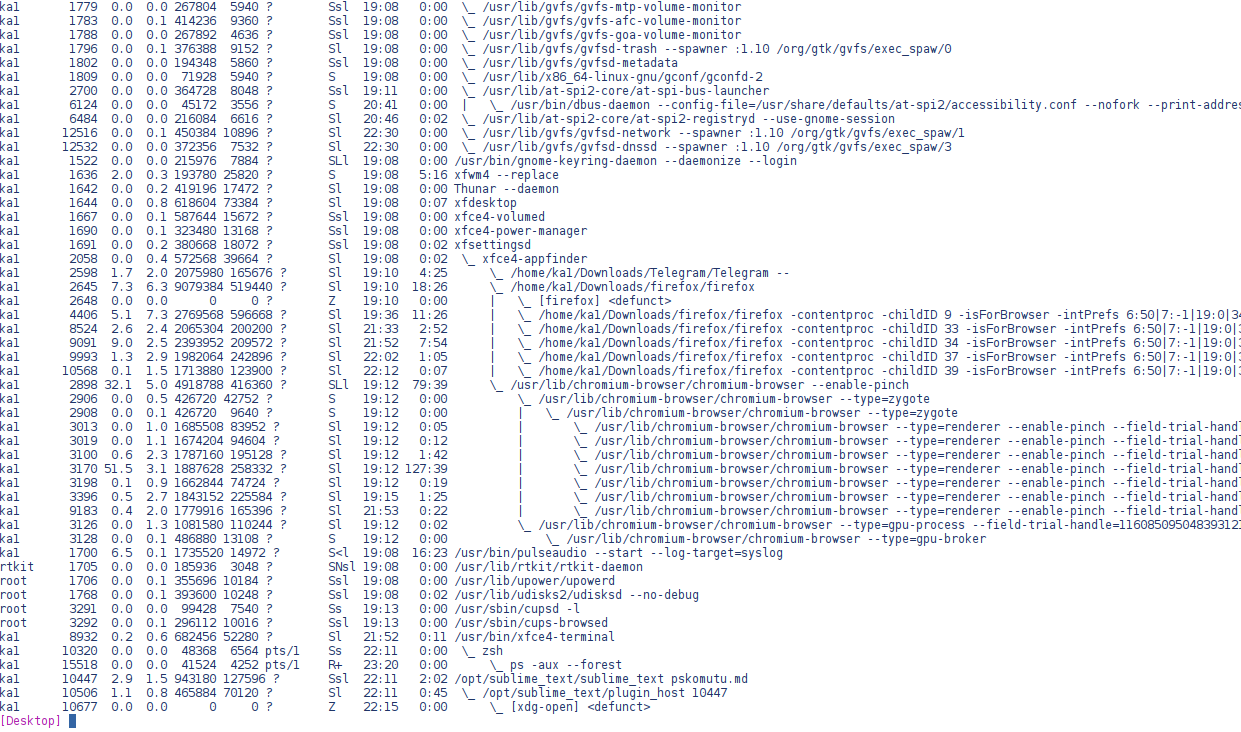 ka1      1779  0.0  0.0 267804  5940 ?        Ssl  19:08   0:00  \_ /usr/lib/gvfs/gvfs-mtp-volume-monitor
ka1      1783  0.0  0.1 414236  9360 ?        Ssl  19:08   0:00  \_ /usr/lib/gvfs/gvfs-afc-volume-monitor
ka1      1788  0.0  0.0 267892  4636 ?        Ssl  19:08   0:00  \_ /usr/lib/gvfs/gvfs-goa-volume-monitor
ka1      1796  0.0  0.1 376388  9152 ?        Sl   19:08   0:00  \_ /usr/lib/gvfs/gvfsd-trash --spawner :1.10 /org/gtk/gvfs/exec_spaw/0
ka1      1802  0.0  0.0 194348  5860 ?        Ssl  19:08   0:00  \_ /usr/lib/gvfs/gvfsd-metadata
ka1      1809  0.0  0.0  71928  5940 ?        S    19:08   0:00  \_ /usr/lib/x86_64-linux-gnu/gconf/gconfd-2
ka1      2700  0.0  0.0 364728  8048 ?        Ssl  19:11   0:00  \_ /usr/lib/at-spi2-core/at-spi-bus-launcher
ka1      6124  0.0  0.0  45172  3556 ?        S    20:41   0:00  |   \_ /usr/bin/dbus-daemon --config-file=/usr/share/defaults/at-spi2/accessibility.conf --nofork --print-addres
ka1      6484  0.0  0.0 216084  6616 ?        Sl   20:46   0:02  \_ /usr/lib/at-spi2-core/at-spi2-registryd --use-gnome-session
ka1     12516  0.0  0.1 450384 10896 ?        Sl   22:30   0:00  \_ /usr/lib/gvfs/gvfsd-network --spawner :1.10 /org/gtk/gvfs/exec_spaw/1
ka1     12532  0.0  0.0 372356  7532 ?        Sl   22:30   0:00  \_ /usr/lib/gvfs/gvfsd-dnssd --spawner :1.10 /org/gtk/gvfs/exec_spaw/3
ka1      1522  0.0  0.0 215976  7884 ?        SLl  19:08   0:00 /usr/bin/gnome-keyring-daemon --daemonize --login
ka1      1636  2.0  0.3 193780 25820 ?        S    19:08   5:16 xfwm4 --replace
ka1      1642  0.0  0.2 419196 17472 ?        Sl   19:08   0:00 Thunar --daemon
ka1      1644  0.0  0.8 618604 73384 ?        Sl   19:08   0:07 xfdesktop
ka1      1667  0.0  0.1 587644 15672 ?        Ssl  19:08   0:00 xfce4-volumed
ka1      1690  0.0  0.1 323480 13168 ?        Ssl  19:08   0:00 xfce4-power-manager
ka1      1691  0.0  0.2 380668 18072 ?        Ssl  19:08   0:02 xfsettingsd
ka1      2058  0.0  0.4 572568 39664 ?        Sl   19:08   0:02  \_ xfce4-appfinder
ka1      2598  1.7  2.0 2075980 165676 ?      Sl   19:10   4:25      \_ /home/ka1/Downloads/Telegram/Telegram --
ka1      2645  7.3  6.3 9079384 519440 ?      Sl   19:10  18:26      \_ /home/ka1/Downloads/firefox/firefox
ka1      2648  0.0  0.0      0     0 ?        Z    19:10   0:00      |   \_ [firefox] <defunct>
ka1      4406  5.1  7.3 2769568 596668 ?      Sl   19:36  11:26      |   \_ /home/ka1/Downloads/firefox/firefox -contentproc -childID 9 -isForBrowser -intPrefs 6:50|7:-1|19:0|34
ka1      8524  2.6  2.4 2065304 200200 ?      Sl   21:33   2:52      |   \_ /home/ka1/Downloads/firefox/firefox -contentproc -childID 33 -isForBrowser -intPrefs 6:50|7:-1|19:0|3
ka1      9091  9.0  2.5 2393952 209572 ?      Sl   21:52   7:54      |   \_ /home/ka1/Downloads/firefox/firefox -contentproc -childID 34 -isForBrowser -intPrefs 6:50|7:-1|19:0|3
ka1      9993  1.3  2.9 1982064 242896 ?      Sl   22:02   1:05      |   \_ /home/ka1/Downloads/firefox/firefox -contentproc -childID 37 -isForBrowser -intPrefs 6:50|7:-1|19:0|3
ka1     10568  0.1  1.5 1713880 123900 ?      Sl   22:12   0:07      |   \_ /home/ka1/Downloads/firefox/firefox -contentproc -childID 39 -isForBrowser -intPrefs 6:50|7:-1|19:0|3
ka1      2898 32.1  5.0 4918788 416360 ?      SLl  19:12  79:39      \_ /usr/lib/chromium-browser/chromium-browser --enable-pinch
ka1      2906  0.0  0.5 426720 42752 ?        S    19:12   0:00          \_ /usr/lib/chromium-browser/chromium-browser --type=zygote
ka1      2908  0.0  0.1 426720  9640 ?        S    19:12   0:00          |   \_ /usr/lib/chromium-browser/chromium-browser --type=zygote
ka1      3013  0.0  1.0 1685508 83952 ?       Sl   19:12   0:05          |       \_ /usr/lib/chromium-browser/chromium-browser --type=renderer --enable-pinch --field-trial-handl
ka1      3019  0.0  1.1 1674204 94604 ?       Sl   19:12   0:12          |       \_ /usr/lib/chromium-browser/chromium-browser --type=renderer --enable-pinch --field-trial-handl
ka1      3100  0.6  2.3 1787160 195128 ?      Sl   19:12   1:42          |       \_ /usr/lib/chromium-browser/chromium-browser --type=renderer --enable-pinch --field-trial-handl
ka1      3170 51.5  3.1 1887628 258332 ?      Sl   19:12 127:39          |       \_ /usr/lib/chromium-browser/chromium-browser --type=renderer --enable-pinch --field-trial-handl
ka1      3198  0.1  0.9 1662844 74724 ?       Sl   19:12   0:19          |       \_ /usr/lib/chromium-browser/chromium-browser --type=renderer --enable-pinch --field-trial-handl
ka1      3396  0.5  2.7 1843152 225584 ?      Sl   19:15   1:25          |       \_ /usr/lib/chromium-browser/chromium-browser --type=renderer --enable-pinch --field-trial-handl
ka1      9183  0.4  2.0 1779916 165396 ?      Sl   21:53   0:22          |       \_ /usr/lib/chromium-browser/chromium-browser --type=renderer --enable-pinch --field-trial-handl
ka1      3126  0.0  1.3 1081580 110244 ?      Sl   19:12   0:02          \_ /usr/lib/chromium-browser/chromium-browser --type=gpu-process --field-trial-handle=1160850950483931​2
ka1      3128  0.0  0.1 486880 13108 ?        S    19:12   0:00              \_ /usr/lib/chromium-browser/chromium-browser --type=gpu-broker
ka1      1700  6.5  0.1 1735520 14972 ?       S<l  19:08  16:23 /usr/bin/pulseaudio --start --log-target=syslog
rtkit    1705  0.0  0.0 185936  3048 ?        SNsl 19:08   0:00 /usr/lib/rtkit/rtkit-daemon
root     1706  0.0  0.1 355696 10184 ?        Ssl  19:08   0:00 /usr/lib/upower/upowerd
root     1768  0.0  0.1 393600 10248 ?        Ssl  19:08   0:02 /usr/lib/udisks2/udisksd --no-debug
root     3291  0.0  0.0  99428  7540 ?        Ss   19:13   0:00 /usr/sbin/cupsd -l
root     3292  0.0  0.1 296112 10016 ?        Ssl  19:13   0:00 /usr/sbin/cups-browsed
ka1      8932  0.2  0.6 682456 52280 ?        Sl   21:52   0:11 /usr/bin/xfce4-terminal
ka1     10320  0.0  0.0  48368  6564 pts/1    Ss   22:11   0:00  \_ zsh
ka1     15518  0.0  0.0  41524  4252 pts/1    R+   23:20   0:00      \_ ps -aux --forest
ka1     10447  2.9  1.5 943180 127596 ?       Ssl  22:11   2:02 /opt/sublime_text/sublime_text pskomutu.md
ka1     10506  1.1  0.8 465884 70120 ?        Sl   22:11   0:45  \_ /opt/sublime_text/plugin_host 10447
ka1     10677  0.0  0.0      0     0 ?        Z    22:15   0:00      \_ [xdg-open] <defunct>
[Desktop]